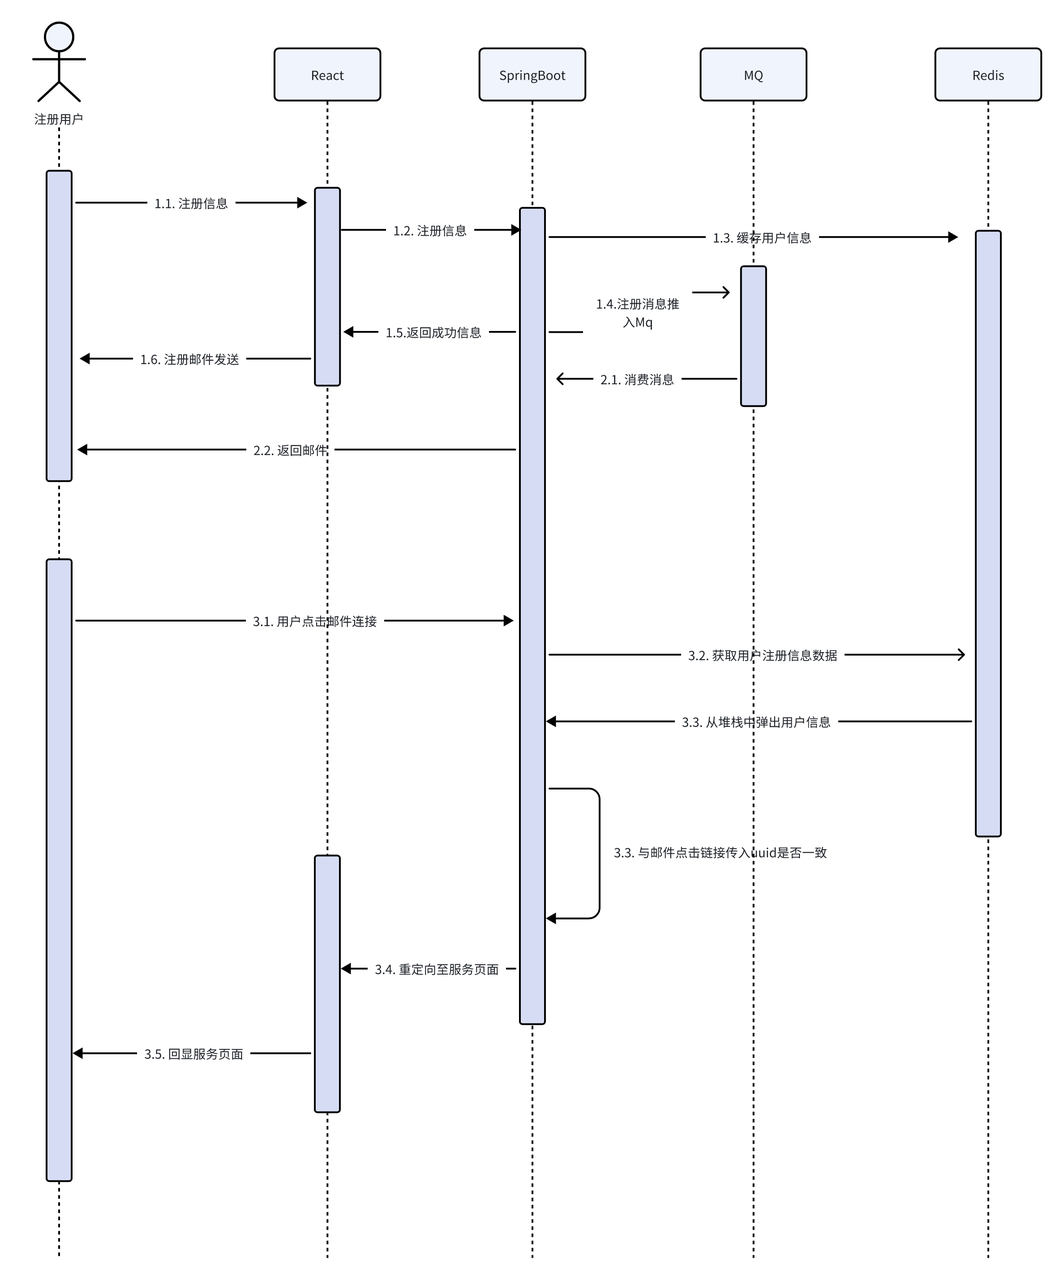 React
SpringBoot
MQ
Redis
注册用户
1.1. 注册信息
1.2. 注册信息
1.3. 缓存用户信息
1.4.注册消息推
入Mq
1.5.返回成功信息
1.6. 注册邮件发送
2.1. 消费消息
2.2. 返回邮件
3.1. 用户点击邮件连接
3.2. 获取用户注册信息数据
3.3. 从堆栈中弹出用户信息
3.3. 与邮件点击链接传入uuid是否一致
3.4. 重定向至服务页面
3.5. 回显服务页面